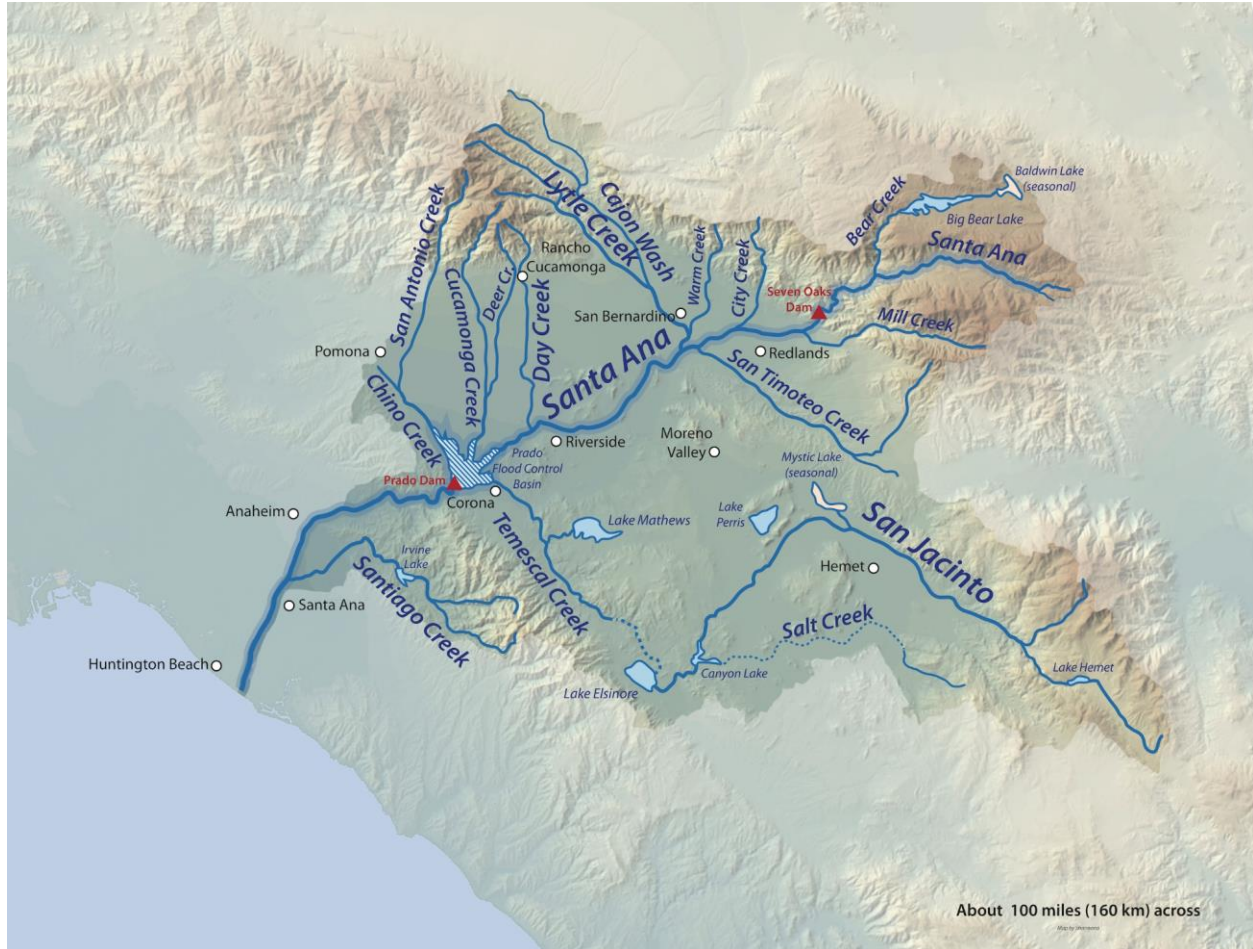 Baldwin Lake
(seasonal)
Bear Creek
Big Bear Lake
Santa Ana
Cajon Wash
Lytle Creek
San Antonio Creek
Rancho
Cucamonga
Cucamonga Creek
Deer Cr.
Day Creek
Warm Creek
City Creek
Seven Oaks
Dam
Mill Creek
San Bernardino
Santa Ana
Redlands
San Timoteo Creek
Pomona
Chino Creek
Riverside
Moreno
Valley
Prado
Flood Control
Basin
Prado Dam
Corona
Mystic Lake
(seasonal)
San Jacinto
Anaheim
Lake Mathews
Lake
Perris
Temescal Creek
Irvine
Lake
Hemet
Santa Ana
Santiago Creek
Salt Creek
Huntington Beach
Lake Elsinore
Canyon Lake
Lake Hemet
About 100 miles (160 km) across